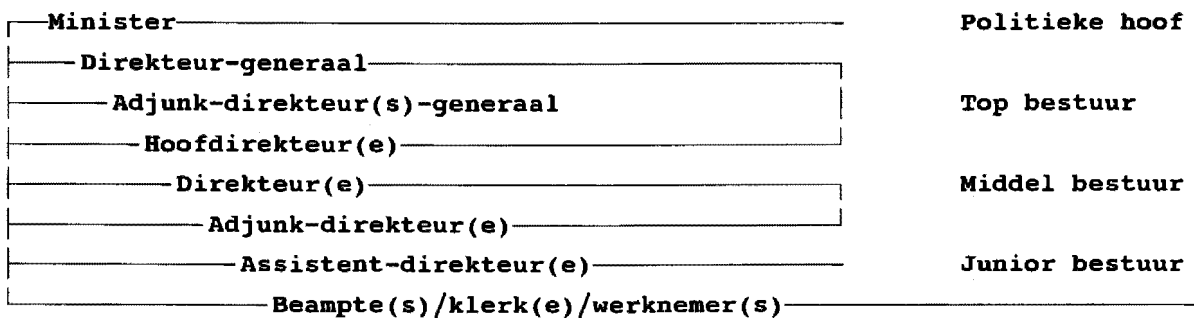 Minister Politieke hoof
Direkteur-generaal
Adjunk-direkteur(s)-generaal Top bestuur
Hoofdirekteur(e)
Direkteur(e) Middel bestuur
Adjunk-direkteur(e)
Assistent-direkteur(e) Junior bestuur
Beampte(s)/klerk(e)/werknemer(s)